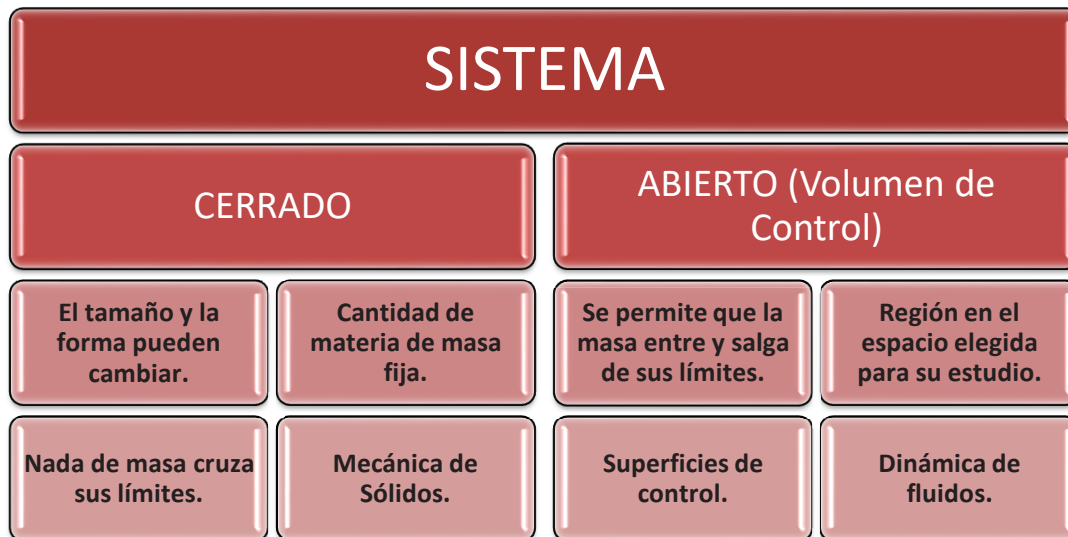 SISTEMA
CERRADO
ABIERTO (Volumen de
Control)
El tamaño y la
forma pueden
cambiar.
Cantidad de
materia de masa
fija.
Se permite que la
masa entre y salga
de sus límites.
Región en el
espacio elegida
para su estudio.
Nada de masa cruza
sus límites.
Mecánica de
Sólidos.
Superficies de
control.
Dinámica de
fluidos.